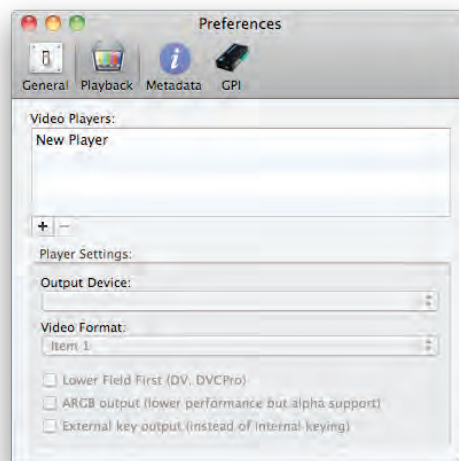 Preferences
General Playback Metadata GPI
Video Players:
New Player
+ −
Player Settings:
Output Device:
Video Format:
Item 1
Lower Field First (DV, DVCPro)
ARGB output (lower performance but alpha support)
External key output (instead of internal keying)